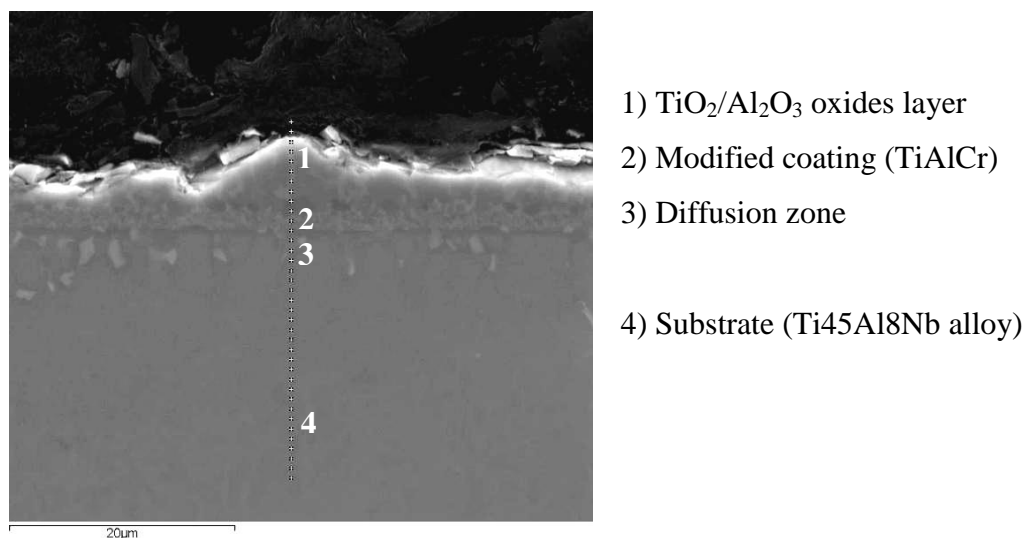 1) TiO₂/Al₂O₃ oxides layer
2) Modified coating (TiAlCr)
3) Diffusion zone
4) Substrate (Ti45Al8Nb alloy)
1
2
3
4
20µm